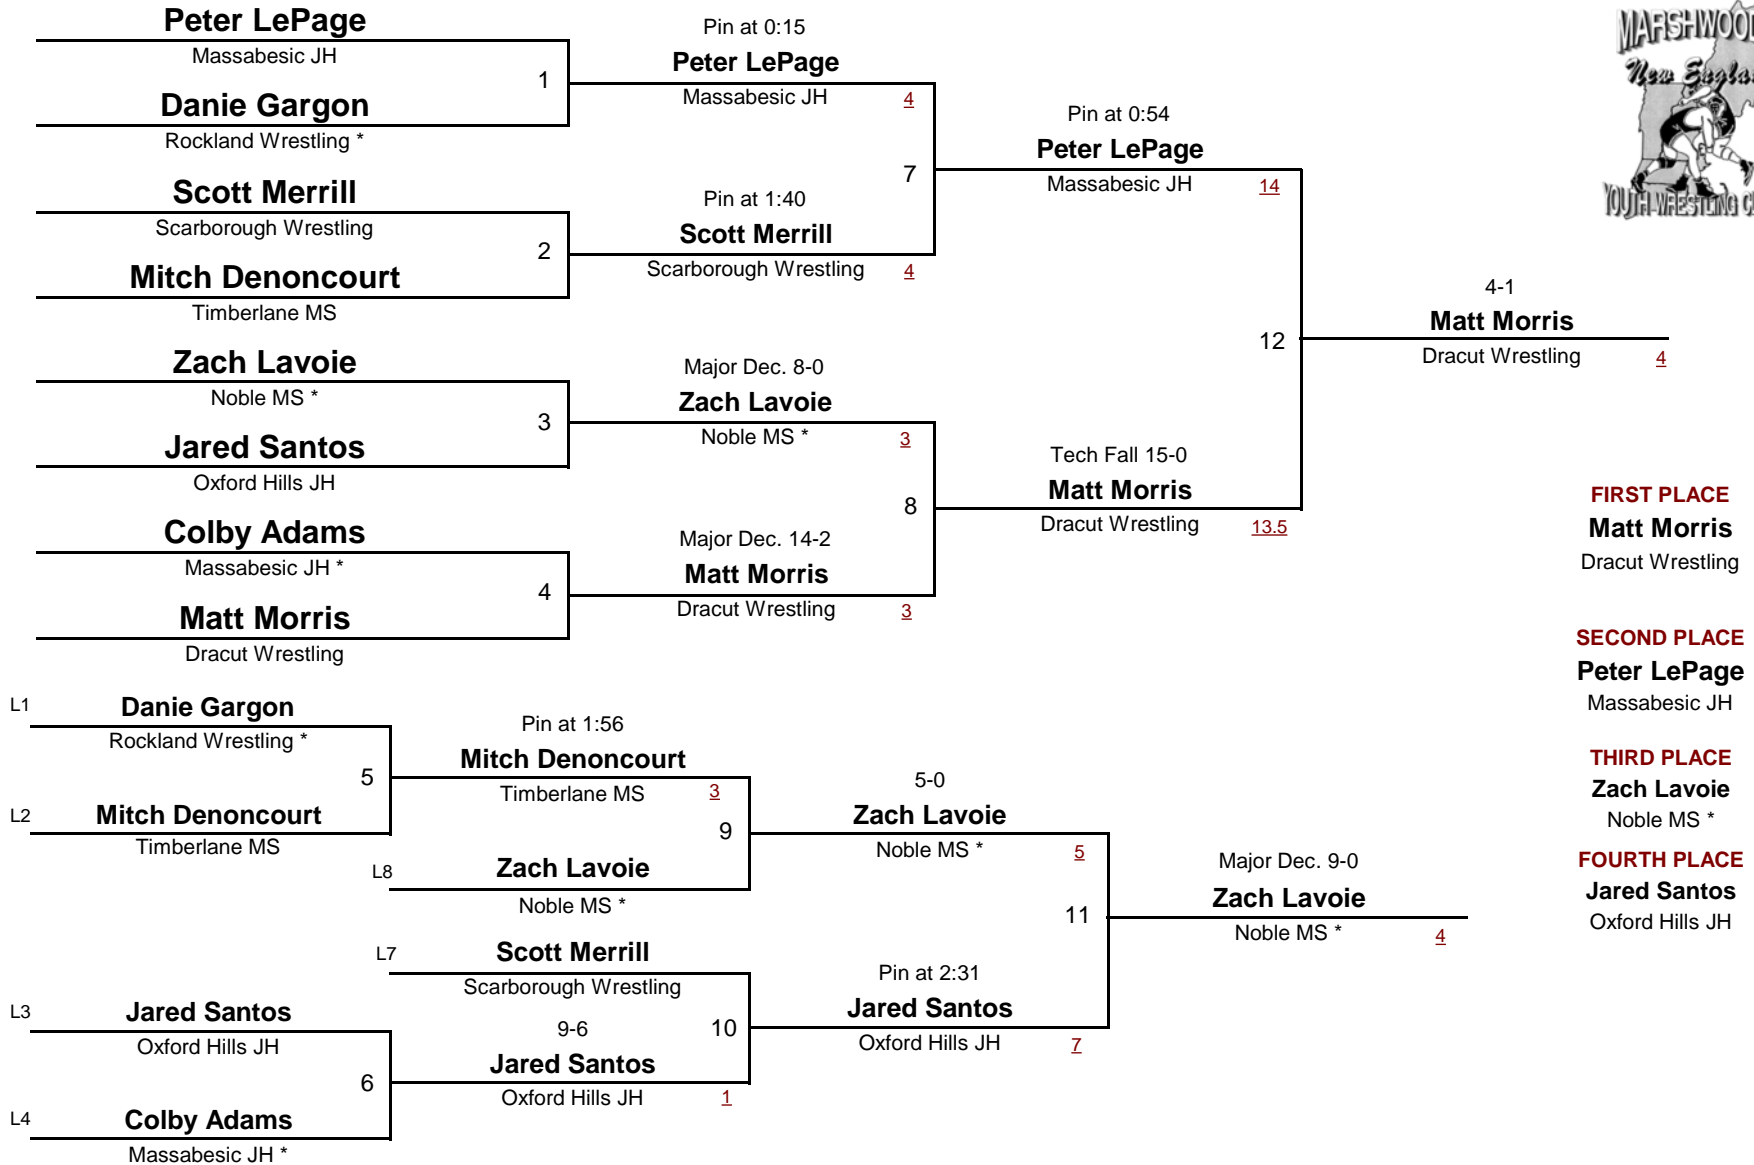 Peter LePage
Massabesic JH
1
Danie Gargon
Rockland Wrestling *
Scott Merrill
Scarborough Wrestling
2
Mitch Denoncourt
Timberlane MS
Zach Lavoie
Noble MS *
3
Jared Santos
Oxford Hills JH
Colby Adams
Massabesic JH *
4
Matt Morris
Dracut Wrestling
Pin at 0:15
Peter LePage
Massabesic JH 4
7
Pin at 1:40
Scott Merrill
Scarborough Wrestling 4
Major Dec. 8-0
Zach Lavoie
Noble MS * 3
8
Major Dec. 14-2
Matt Morris
Dracut Wrestling 3
Pin at 0:54
Peter LePage
Massabesic JH 14
12
Tech Fall 15-0
Matt Morris
Dracut Wrestling 13.5
4-1
Matt Morris
Dracut Wrestling 4
MARSHWOOD
New England
YOUTH WRESTLING
FIRST PLACE
Matt Morris
Dracut Wrestling
SECOND PLACE
Peter LePage
Massabesic JH
THIRD PLACE
Zach Lavoie
Noble MS *
FOURTH PLACE
Jared Santos
Oxford Hills JH
L1 Danie Gargon
Rockland Wrestling *
5
L2 Mitch Denoncourt
Timberlane MS
Pin at 1:56
Mitch Denoncourt
Timberlane MS 3
9
L8 Zach Lavoie
Noble MS *
L7 Scott Merrill
Scarborough Wrestling
10
L3 Jared Santos
Oxford Hills JH
6
L4 Colby Adams
Massabesic JH *
9-6
Jared Santos
Oxford Hills JH 1
5-0
Zach Lavoie
Noble MS * 5
11
Pin at 2:31
Jared Santos
Oxford Hills JH 7
Major Dec. 9-0
Zach Lavoie
Noble MS * 4